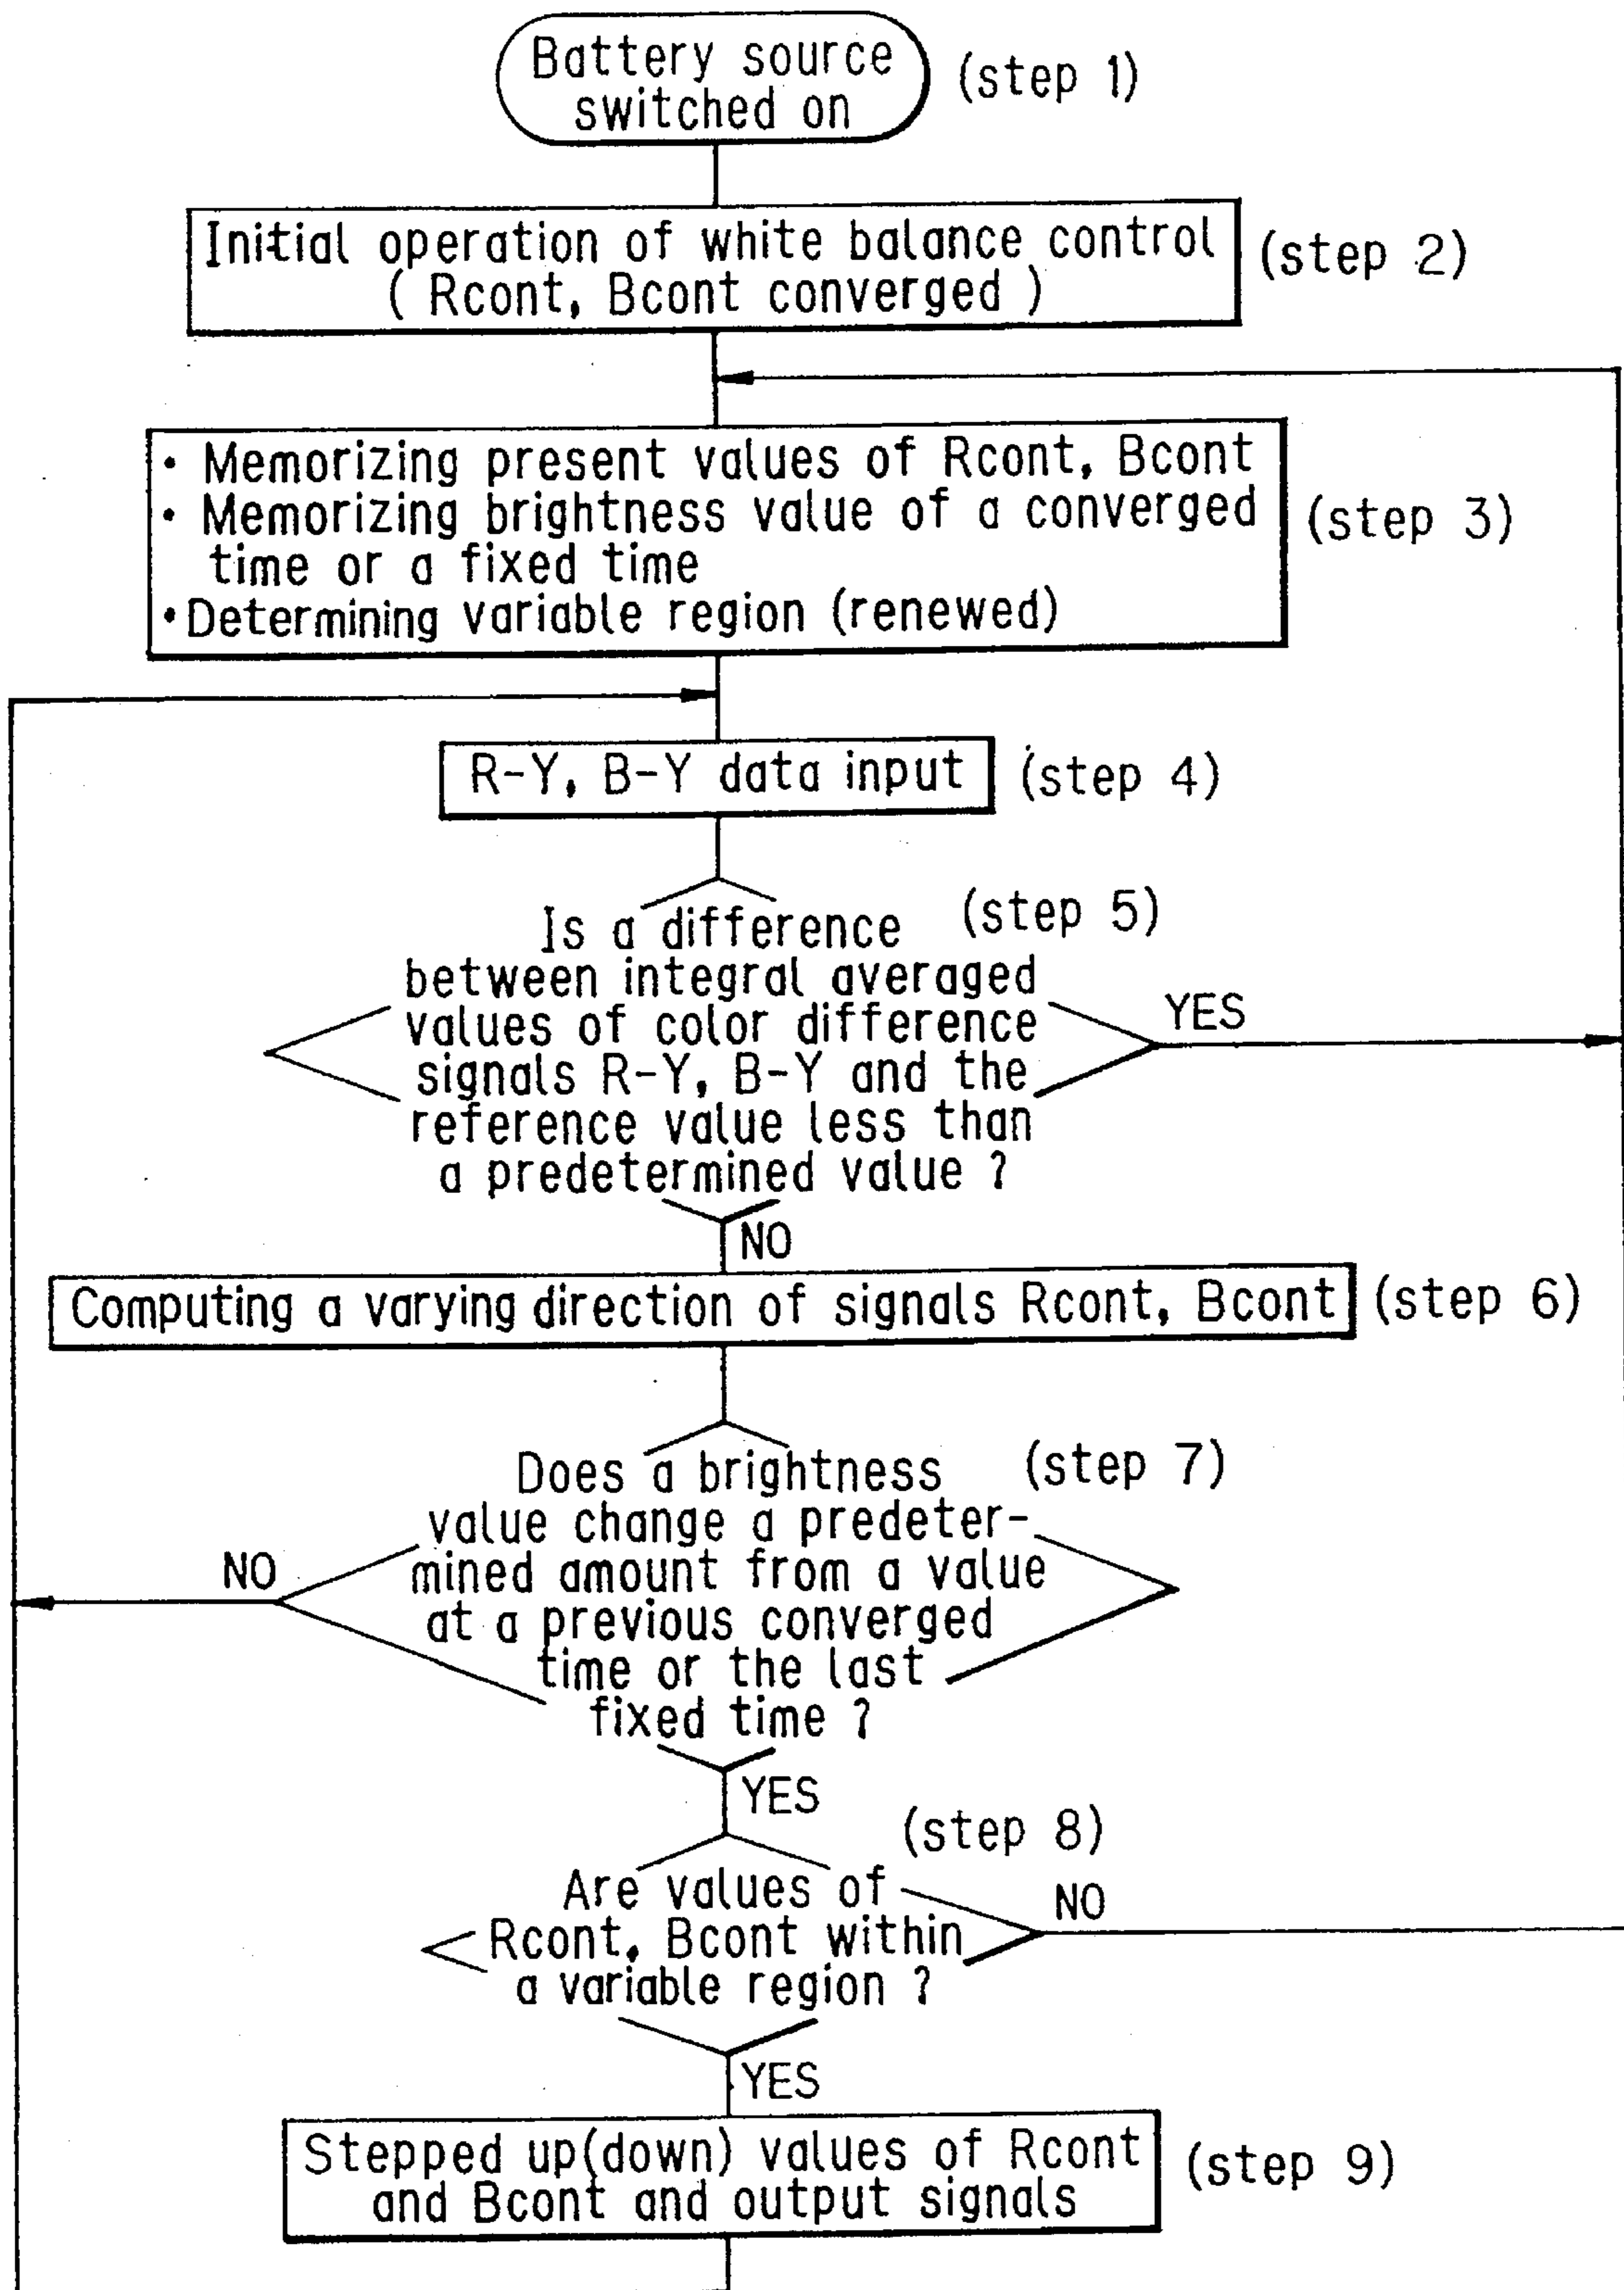 Battery source
switched on
(step 1)
Initial operation of white balance control
( Rcont, Bcont converged )
(step 2)
· Memorizing present values of Rcont, Bcont
· Memorizing brightness value of a converged
time or a fixed time
· Determining variable region (renewed)
(step 3)
R-Y, B-Y data input
(step 4)
Is a difference
(step 5)
between integral averaged
values of color difference
signals R-Y, B-Y and the
reference value less than
a predetermined value ?
YES
NO
Computing a varying direction of signals Rcont, Bcont
(step 6)
Does a brightness
(step 7)
value change a predeter-
mined amount from a value
at a previous converged
time or the last
fixed time ?
NO
YES
(step 8)
Are values of
Rcont, Bcont within
a variable region ?
NO
YES
Stepped up(down) values of Rcont
and Bcont and output signals
(step 9)